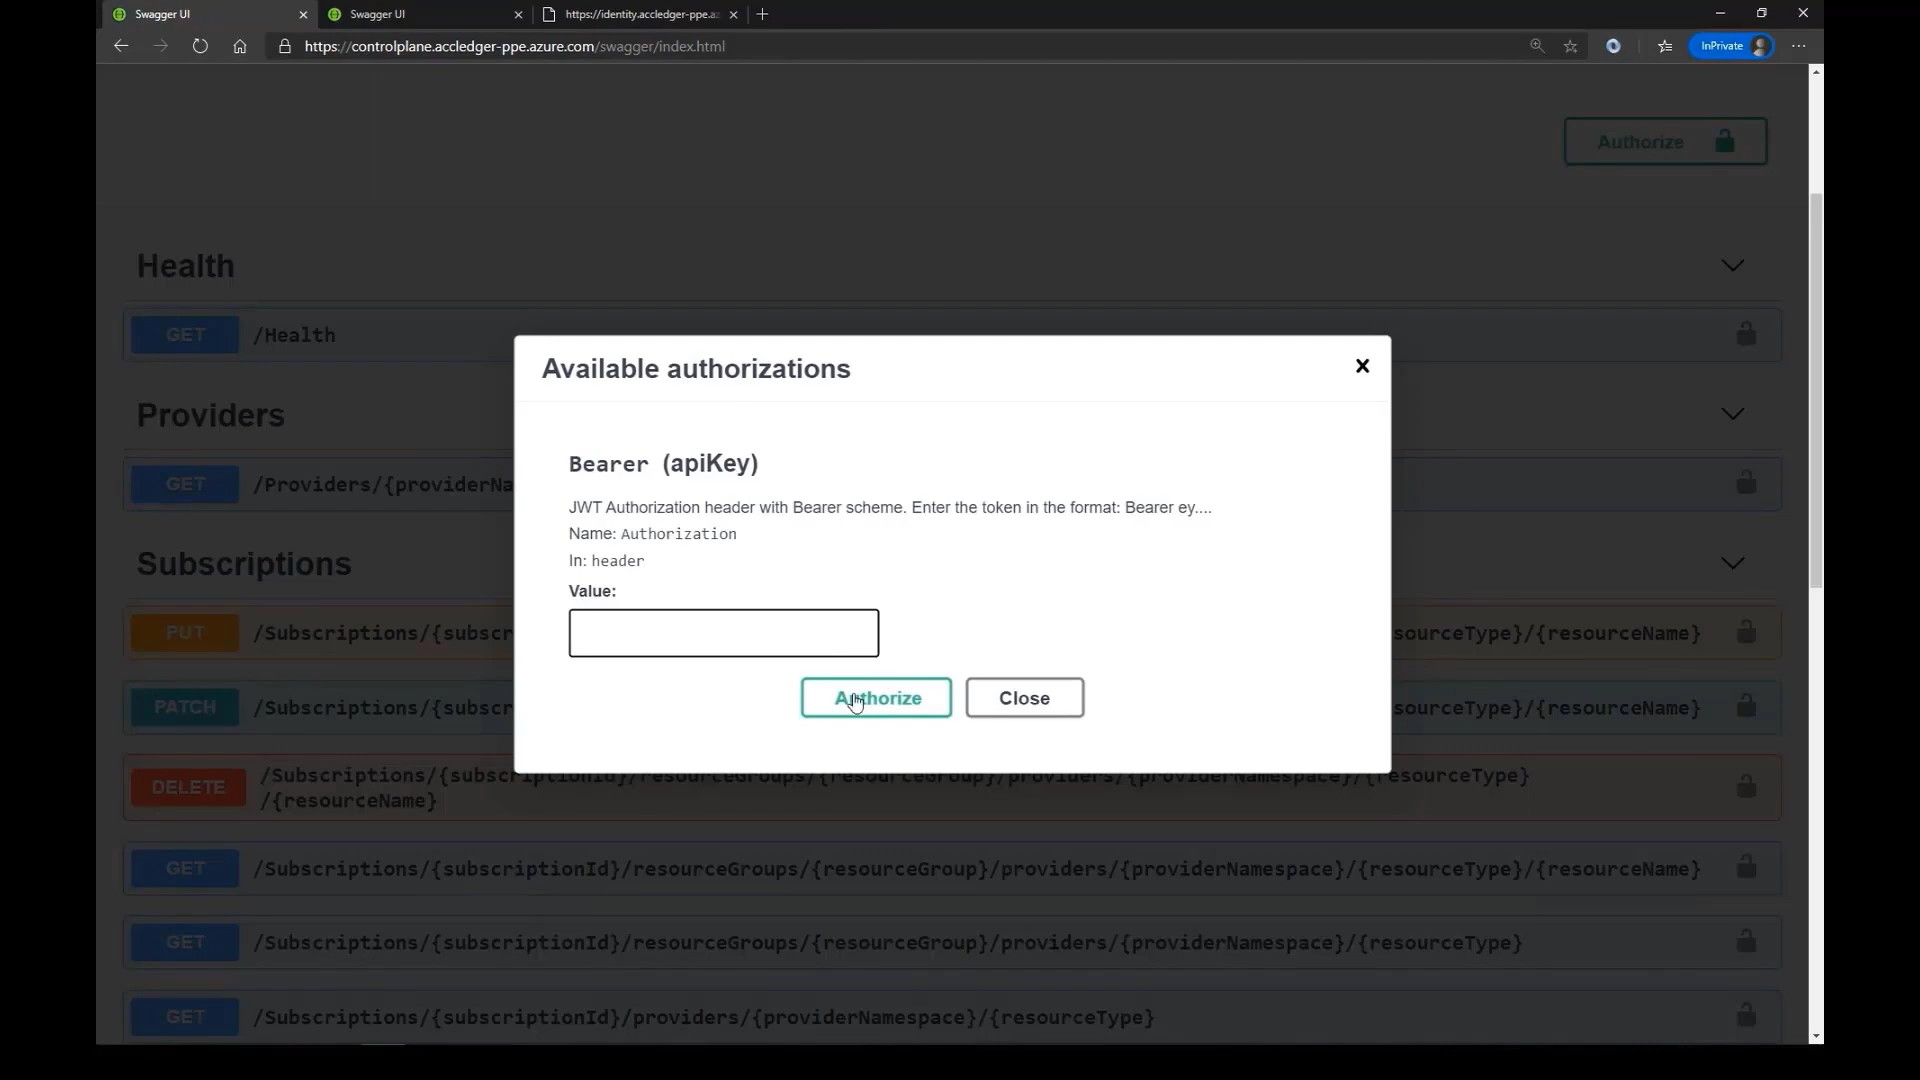 Swagger UI
Swagger UI
https://identity.accledger-ppe.az
https://controlplane.accledger-ppe.azure.com/swagger/index.html
InPrivate
Authorize
Health
GET /Health
Providers
GET /Providers/{providerNa
Subscriptions
PUT /Subscriptions/{subscr sourceType}/{resourceName}
PATCH /Subscriptions/{subsc sourceType}/{resourceName}
DELETE /Subscriptions/{subscriptionId}/resourceGroups/{resourceGroup}/providers/{providerNamespace}/{resourceType}
/{resourceName}
GET /Subscriptions/{subscriptionId}/resourceGroups/{resourceGroup}/providers/{providerNamespace}/{resourceType}/{resourceName}
GET /Subscriptions/{subscriptionId}/resourceGroups/{resourceGroup}/providers/{providerNamespace}/{resourceType}
GET /Subscriptions/{subscriptionId}/providers/{providerNamespace}/{resourceType}
Available authorizations
Bearer (apiKey)
JWT Authorization header with Bearer scheme. Enter the token in the format: Bearer ey....
Name: Authorization
In: header
Value:
Authorize Close